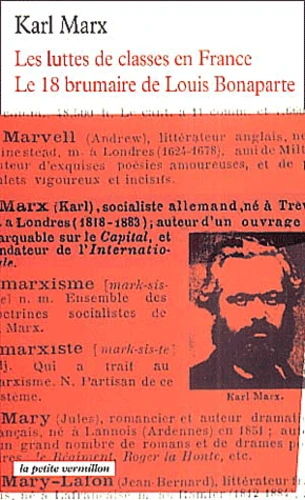 Karl Marx
Les luttes de classes en France
Le 18 brumaire de Louis Bonaparte
Marvell (Andrew), littérateur anglais, né
inestead, m. à Londres (1624-1678), ami de Milt
auteur d'exquises poésies amoureuses, et de
hlets vigoureux et incisifs.
Marx (Karl), socialiste allemand, né à Trèv
à Londres (1818-1883); auteur d'un ouvrage
arquable sur le Capital, et
ndateur de l'Internatio-
le.
marxisme [mark-sis-
e] n. m. Ensemble des
ctrines socialistes de
Marx.
marxiste [mark-sis-te]
dj. Qui a trait au
arxisme. N. Partisan de ce
stème.
Karl Marx.
Mary (Jules), romancier et auteur dramati
ançais, né à Launois (Ardennes) en 1851; au
un grand nombre de romans et de drames po
le Régiment, Roger la Honte, etc.
Mary-Lafon (Jean-Bernard), littérateur f
la petite vermillon